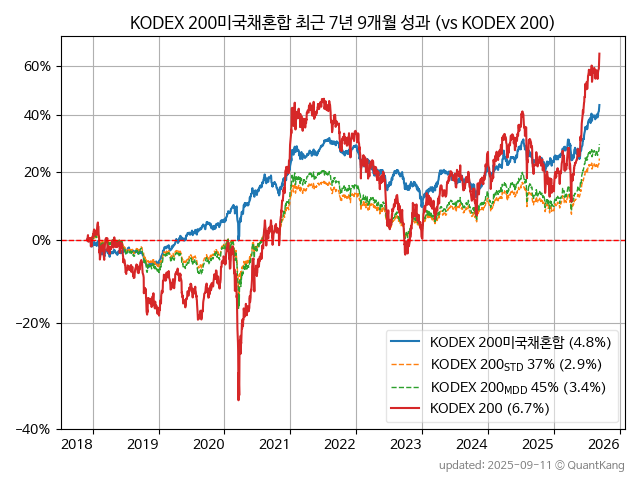 KODEX 200미국채혼합 최근 7년 9개월 성과 (vs KODEX 200)
60%
40%
20%
0%
−20%
−40%
2018 2019 2020 2021 2022 2023 2024 2025 2026
KODEX 200미국채혼합 (4.8%)
KODEX 200STD 37% (2.9%)
KODEX 200MDD 45% (3.4%)
KODEX 200 (6.7%)
updated: 2025-09-11 © QuantKang